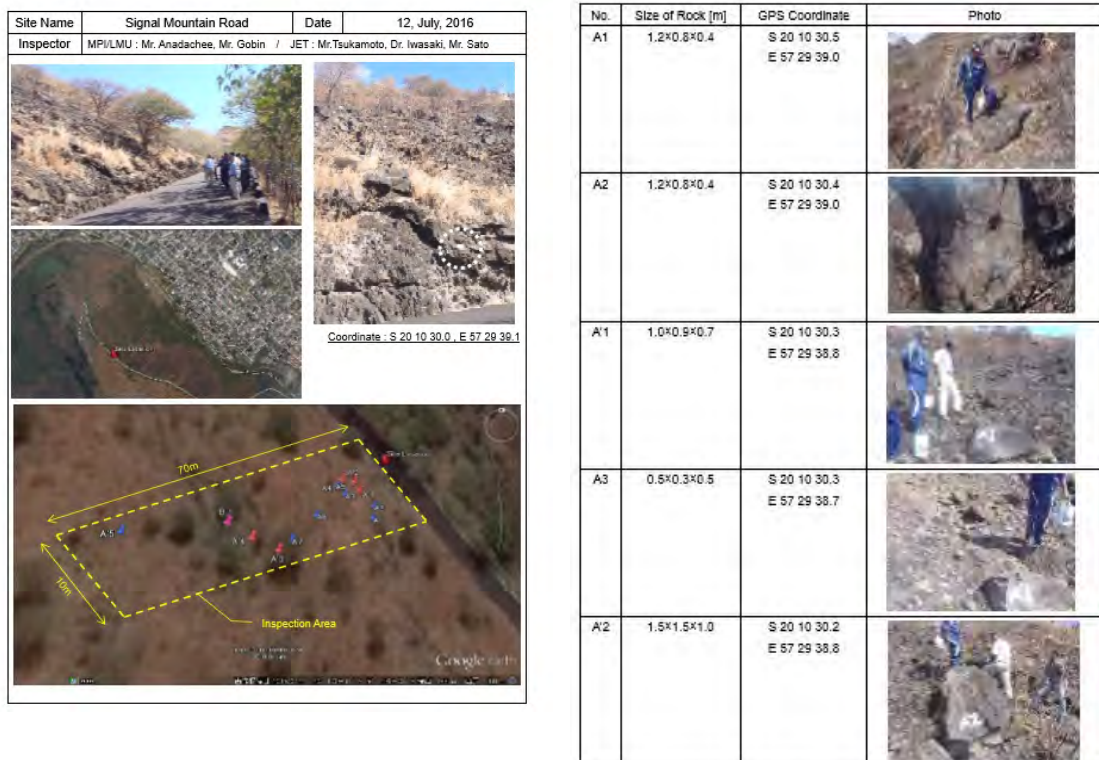 Site Name Signal Mountain Road Date 12, July, 2016
Inspector MPI/LMU : Mr. Anadachee, Mr. Gobin / JET : Mr.Tsukamoto, Dr. Iwasaki, Mr. Sato
Coordinate : S 20 10 30.0 , E 57 29 39.1
70m
10m
A'5
Inspection Area
Google earth
No. Size of Rock [m] GPS Coordinate Photo
A1 1.2×0.8×0.4 S 20 10 30.5
E 57 29 39.0
A2 1.2×0.8×0.4 S 20 10 30.4
E 57 29 39.0
A'1 1.0×0.9×0.7 S 20 10 30.3
E 57 29 38.8
A3 0.5×0.3×0.5 S 20 10 30.3
E 57 29 38.7
A'2 1.5×1.5×1.0 S 20 10 30.2
E 57 29 38.8